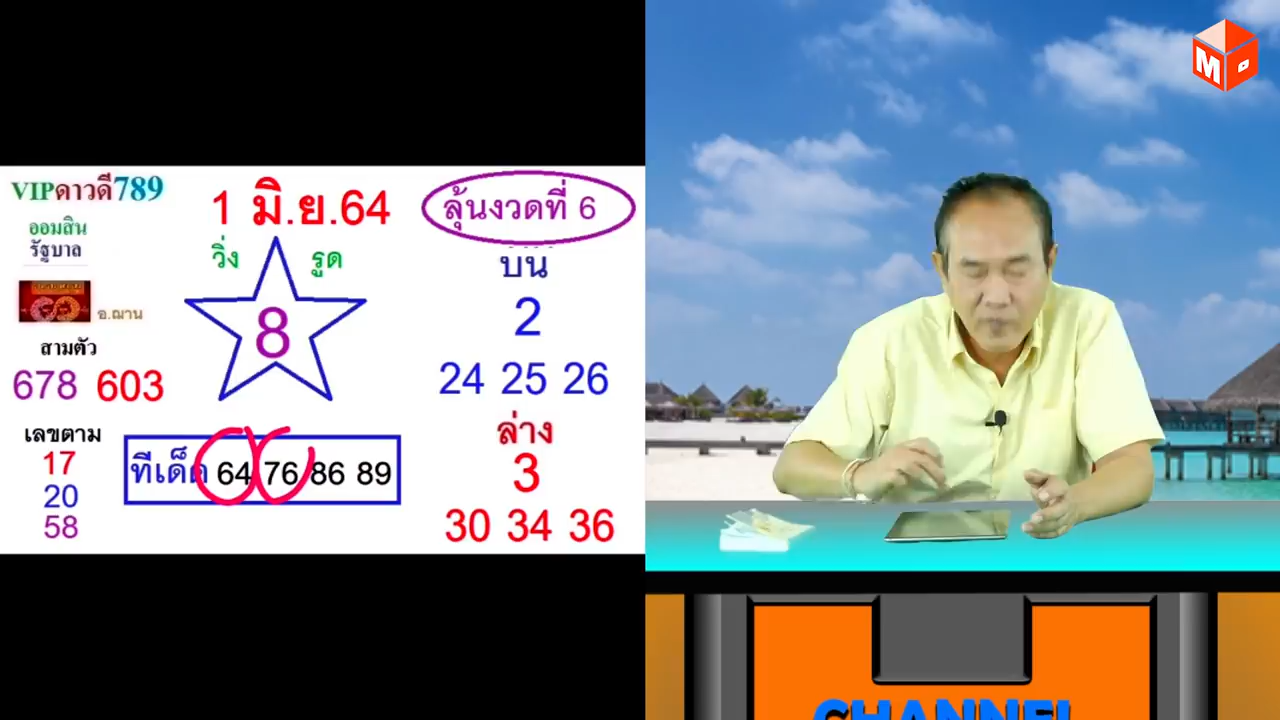 VIPดาวดี789
ออมสิน
รัฐบาล
อ.ฌาน
สามตัว
678 603
เลขตาม
17
20
58
1 มิ.ย.64
วิ่ง รูด
8
ทีเด็ด 64 76 86 89
ลุ้นงวดที่ 6
บน
2
24 25 26
ล่าง
3
30 34 36
M
CHANNEL